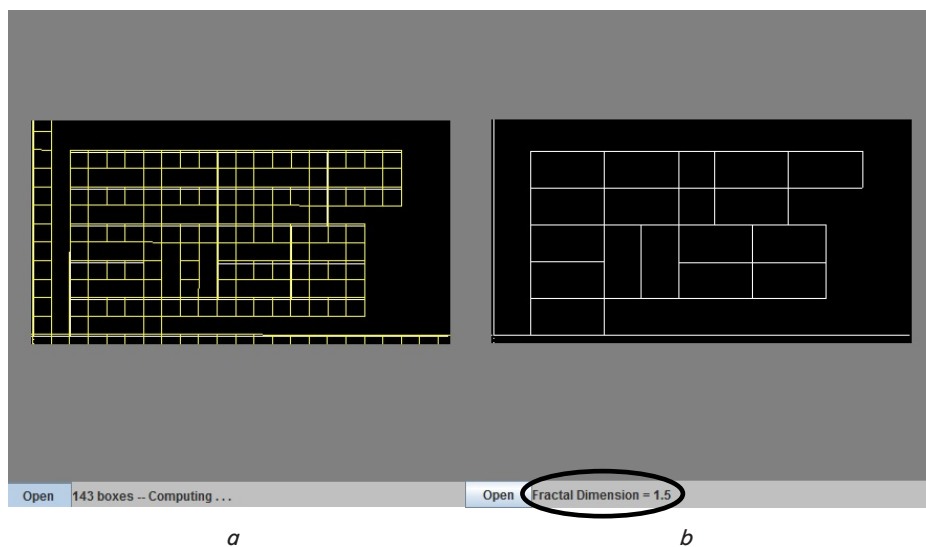 Open 143 boxes -- Computing . . .
Open Fractal Dimension = 1.5
a
b